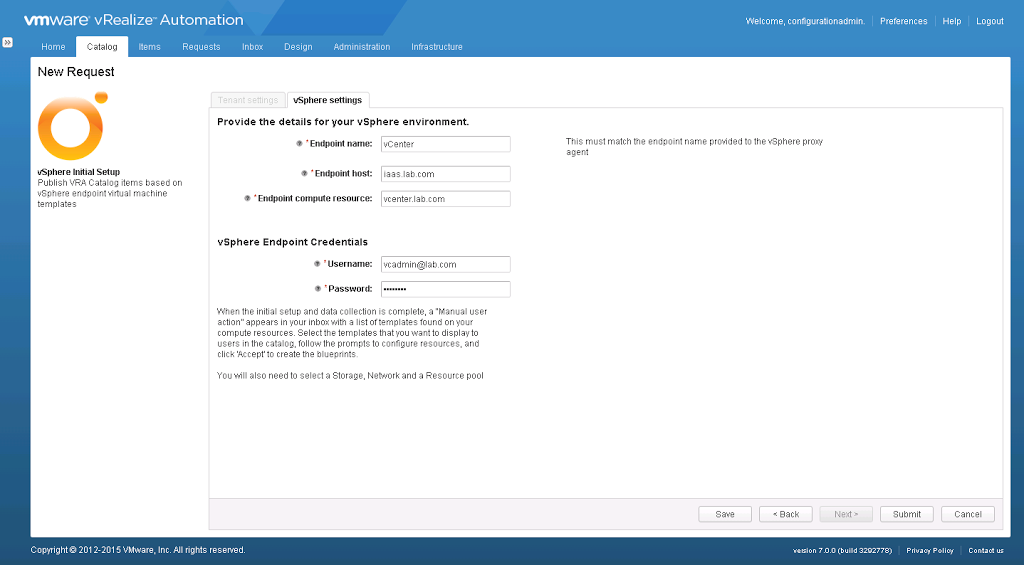 vmware® vRealize™ Automation
Welcome, configurationadmin. Preferences Help Logout
Home Catalog Items Requests Inbox Design Administration Infrastructure
New Request
Tenant settings vSphere settings
Provide the details for your vSphere environment.
*Endpoint name: vCenter
This must match the endpoint name provided to the vSphere proxy
agent
*Endpoint host: iaas.lab.com
*Endpoint compute resource: vcenter.lab.com
vSphere Initial Setup
Publish VRA Catalog items based on
vSphere endpoint virtual machine
templates
vSphere Endpoint Credentials
*Username: vcadmin@lab.com
*Password: ••••••••
When the initial setup and data collection is complete, a "Manual user
action" appears in your inbox with a list of templates found on your
compute resources. Select the templates that you want to display to
users in the catalog, follow the prompts to configure resources, and
click 'Accept' to create the blueprints.
You will also need to select a Storage, Network and a Resource pool
Save < Back Next > Submit Cancel
Copyright © 2012-2015 VMware, Inc. All rights reserved.
version 7.0.0 (build 3292778) Privacy Policy Contact us